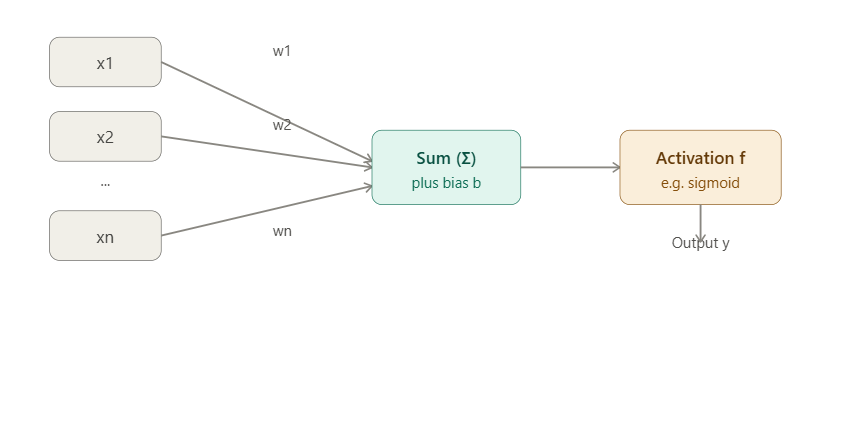 x1
w1
x2
w2
...
xn
wn
Sum (Σ)
plus bias b
Activation f
e.g. sigmoid
Output y